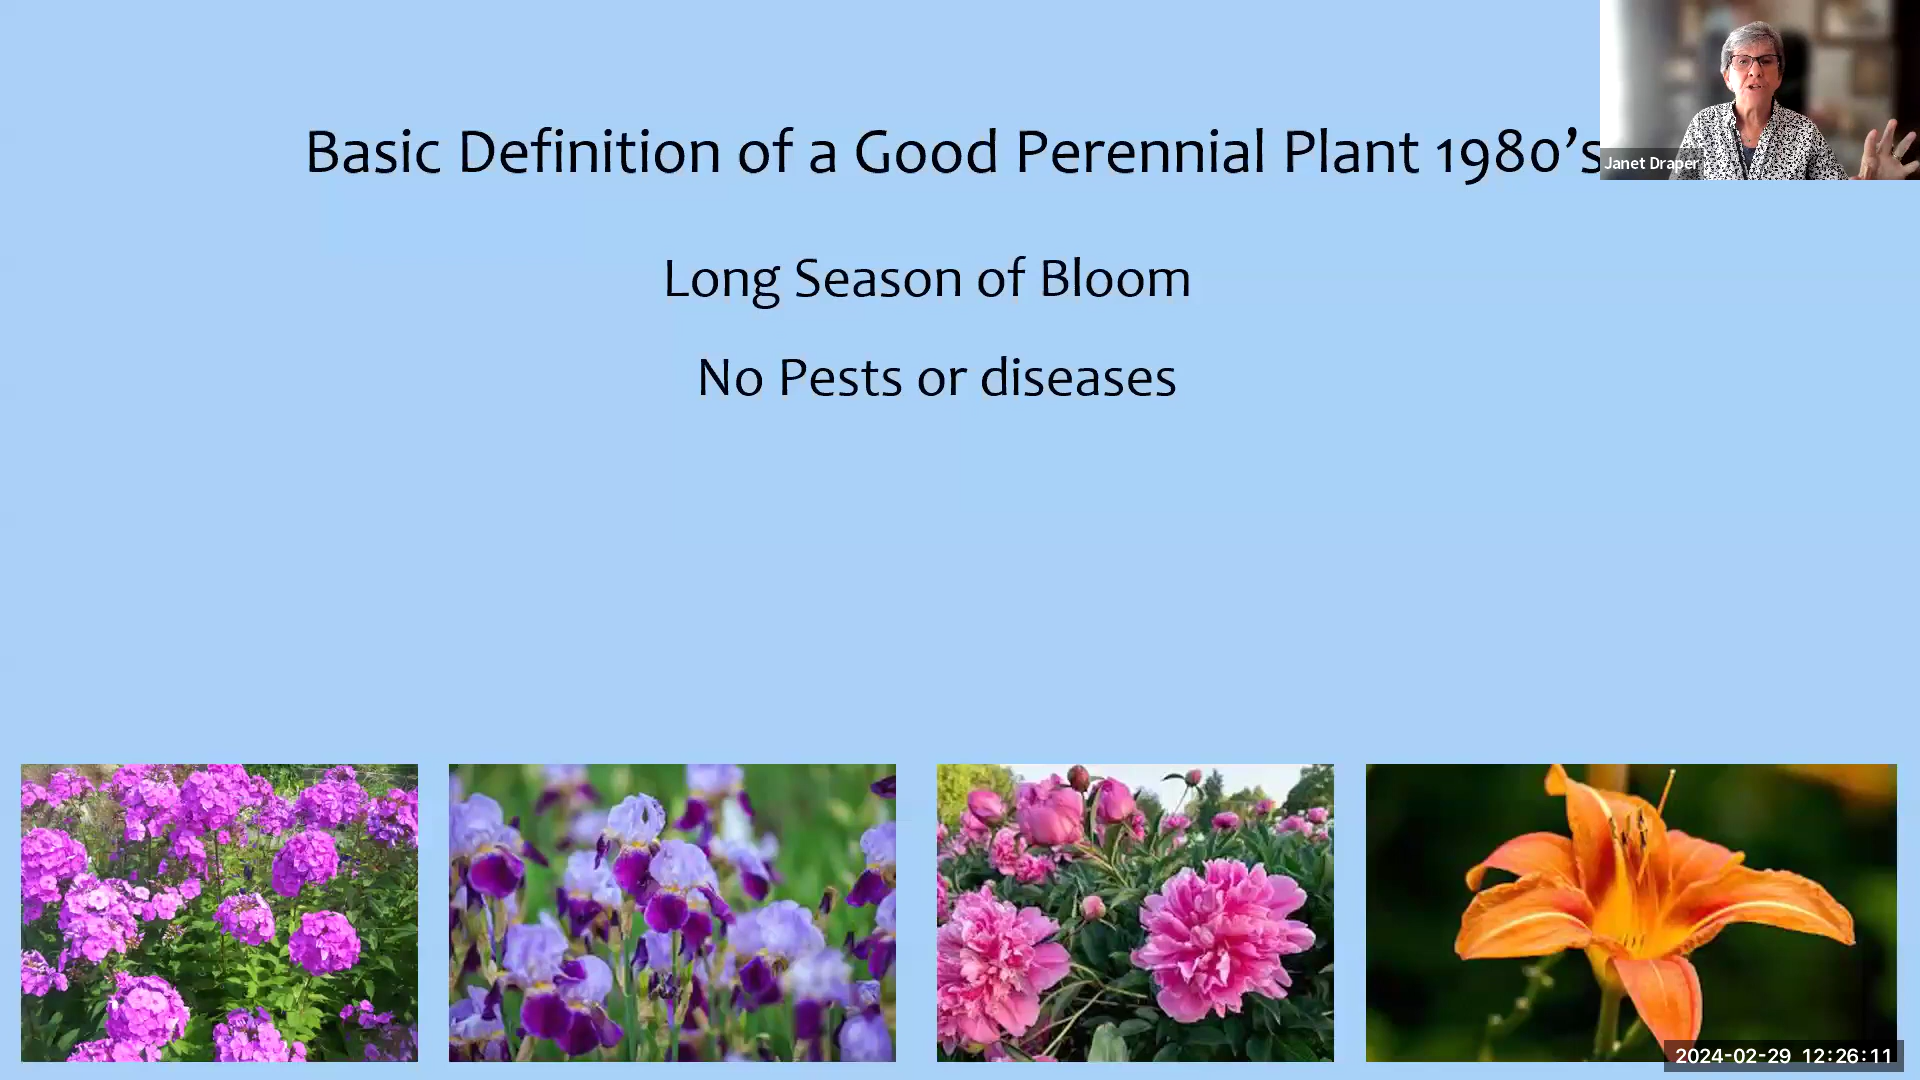 Basic Definition of a Good Perennial Plant 1980’s
Janet Draper
Long Season of Bloom
No Pests or diseases
2024-02-29 12:26:11